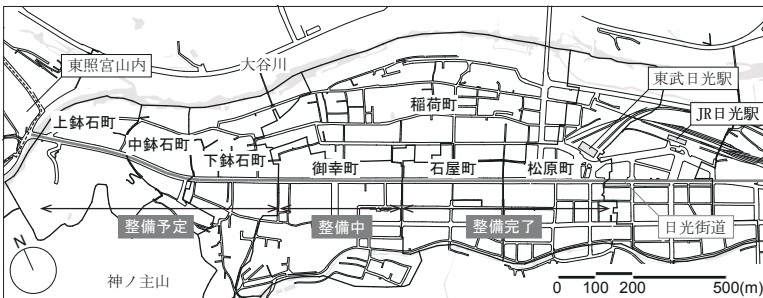 東照宮山内
大谷川
東武日光駅
JR日光駅
稲荷町
上鉢石町
中鉢石町
下鉢石町
御幸町
石屋町
松原町
整備予定
整備中
整備完了
日光街道
N
神ノ主山
0 100 200 500(m)